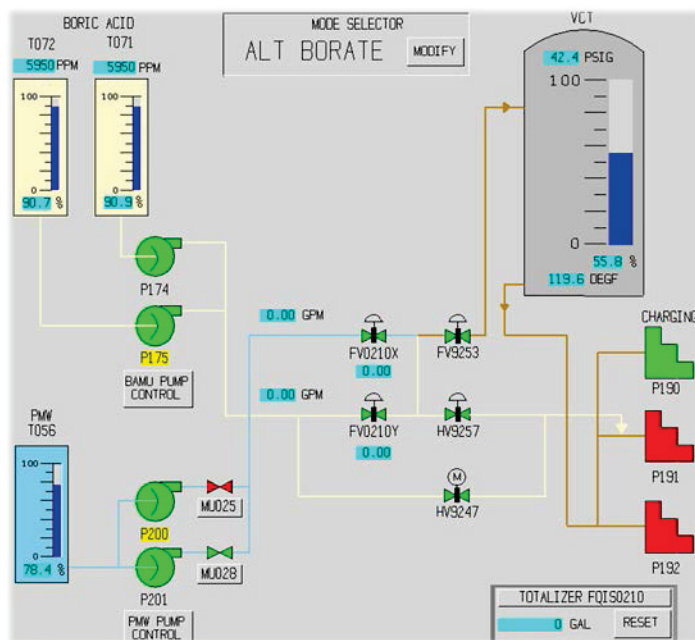 BORIC ACID
T072
T071
5950 PPM
5950 PPM
100
100
0
0
90.7 %
90.9 %
MODE SELECTOR
ALT BORATE
MODIFY
VCT
42.4 PSIG
100
0
55.8 %
119.6 DEGF
P174
P175
BAMU PUMP
CONTROL
0.00 GPM
FV0210X
0.00
FV9253
0.00 GPM
FV0210Y
0.00
HV9257
M
HV9247
CHARGING
P190
P191
P192
PMW
T056
100
0
78.4 %
P200
MU025
P201
MU028
PMW PUMP
CONTROL
TOTALIZER FQIS0210
0 GAL
RESET